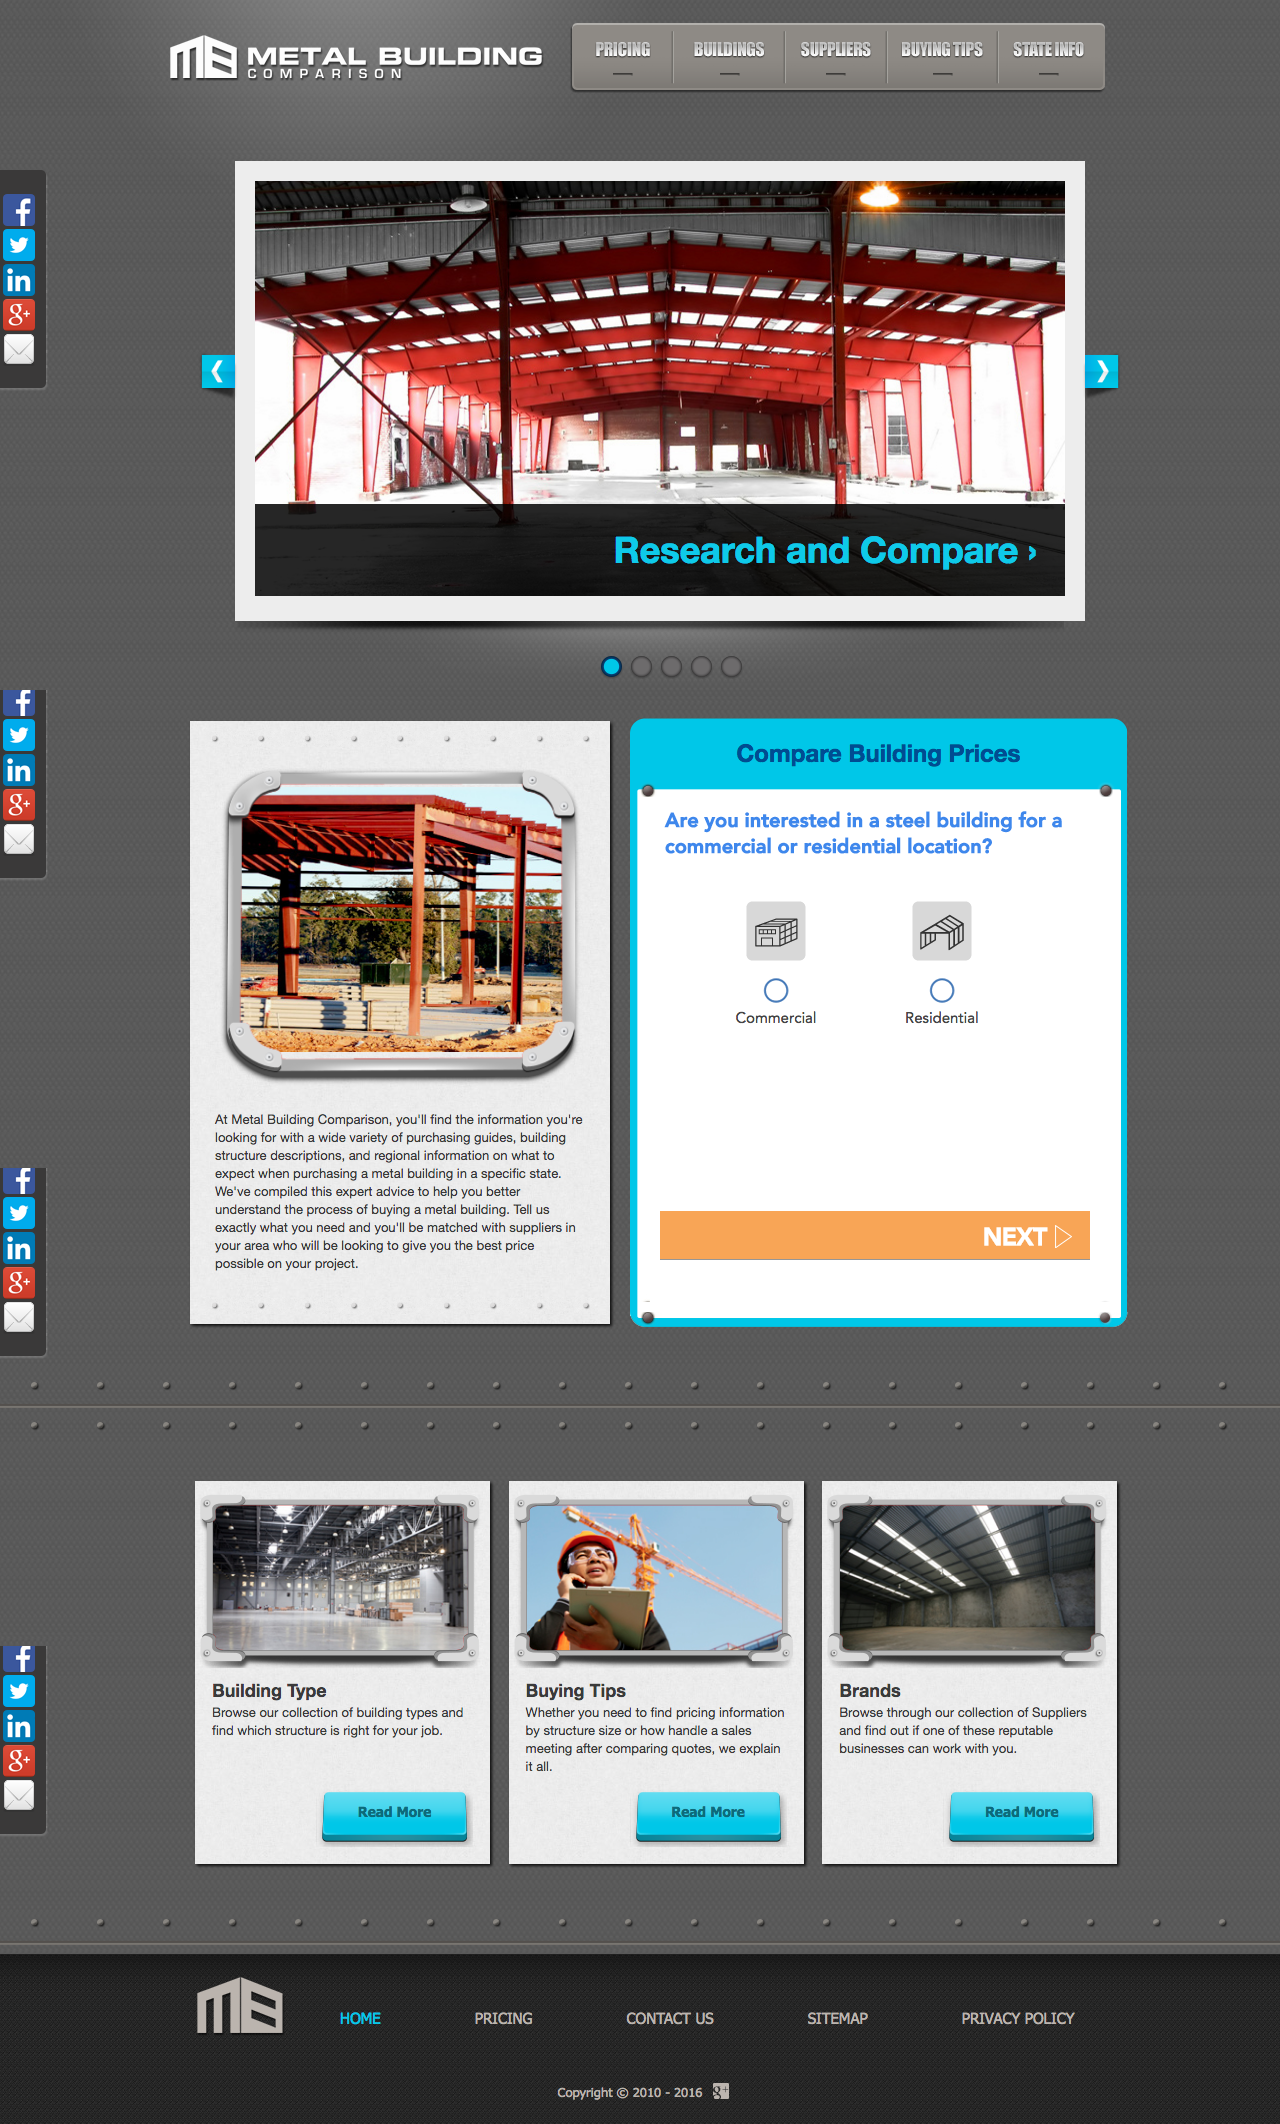 METAL BUILDING
COMPARISON
PRICING
BUILDINGS
SUPPLIERS
BUYING TIPS
STATE INFO
Research and Compare ›
At Metal Building Comparison, you'll find the information you're
looking for with a wide variety of purchasing guides, building
structure descriptions, and regional information on what to
expect when purchasing a metal building in a specific state.
We've compiled this expert advice to help you better
understand the process of buying a metal building. Tell us
exactly what you need and you'll be matched with suppliers in
your area who will be looking to give you the best price
possible on your project.
Compare Building Prices
Are you interested in a steel building for a
commercial or residential location?
Commercial
Residential
NEXT
Building Type
Browse our collection of building types and
find which structure is right for your job.
Read More
Buying Tips
Whether you need to find pricing information
by structure size or how handle a sales
meeting after comparing quotes, we explain
it all.
Read More
Brands
Browse through our collection of Suppliers
and find out if one of these reputable
businesses can work with you.
Read More
HOME
PRICING
CONTACT US
SITEMAP
PRIVACY POLICY
Copyright © 2010 - 2016